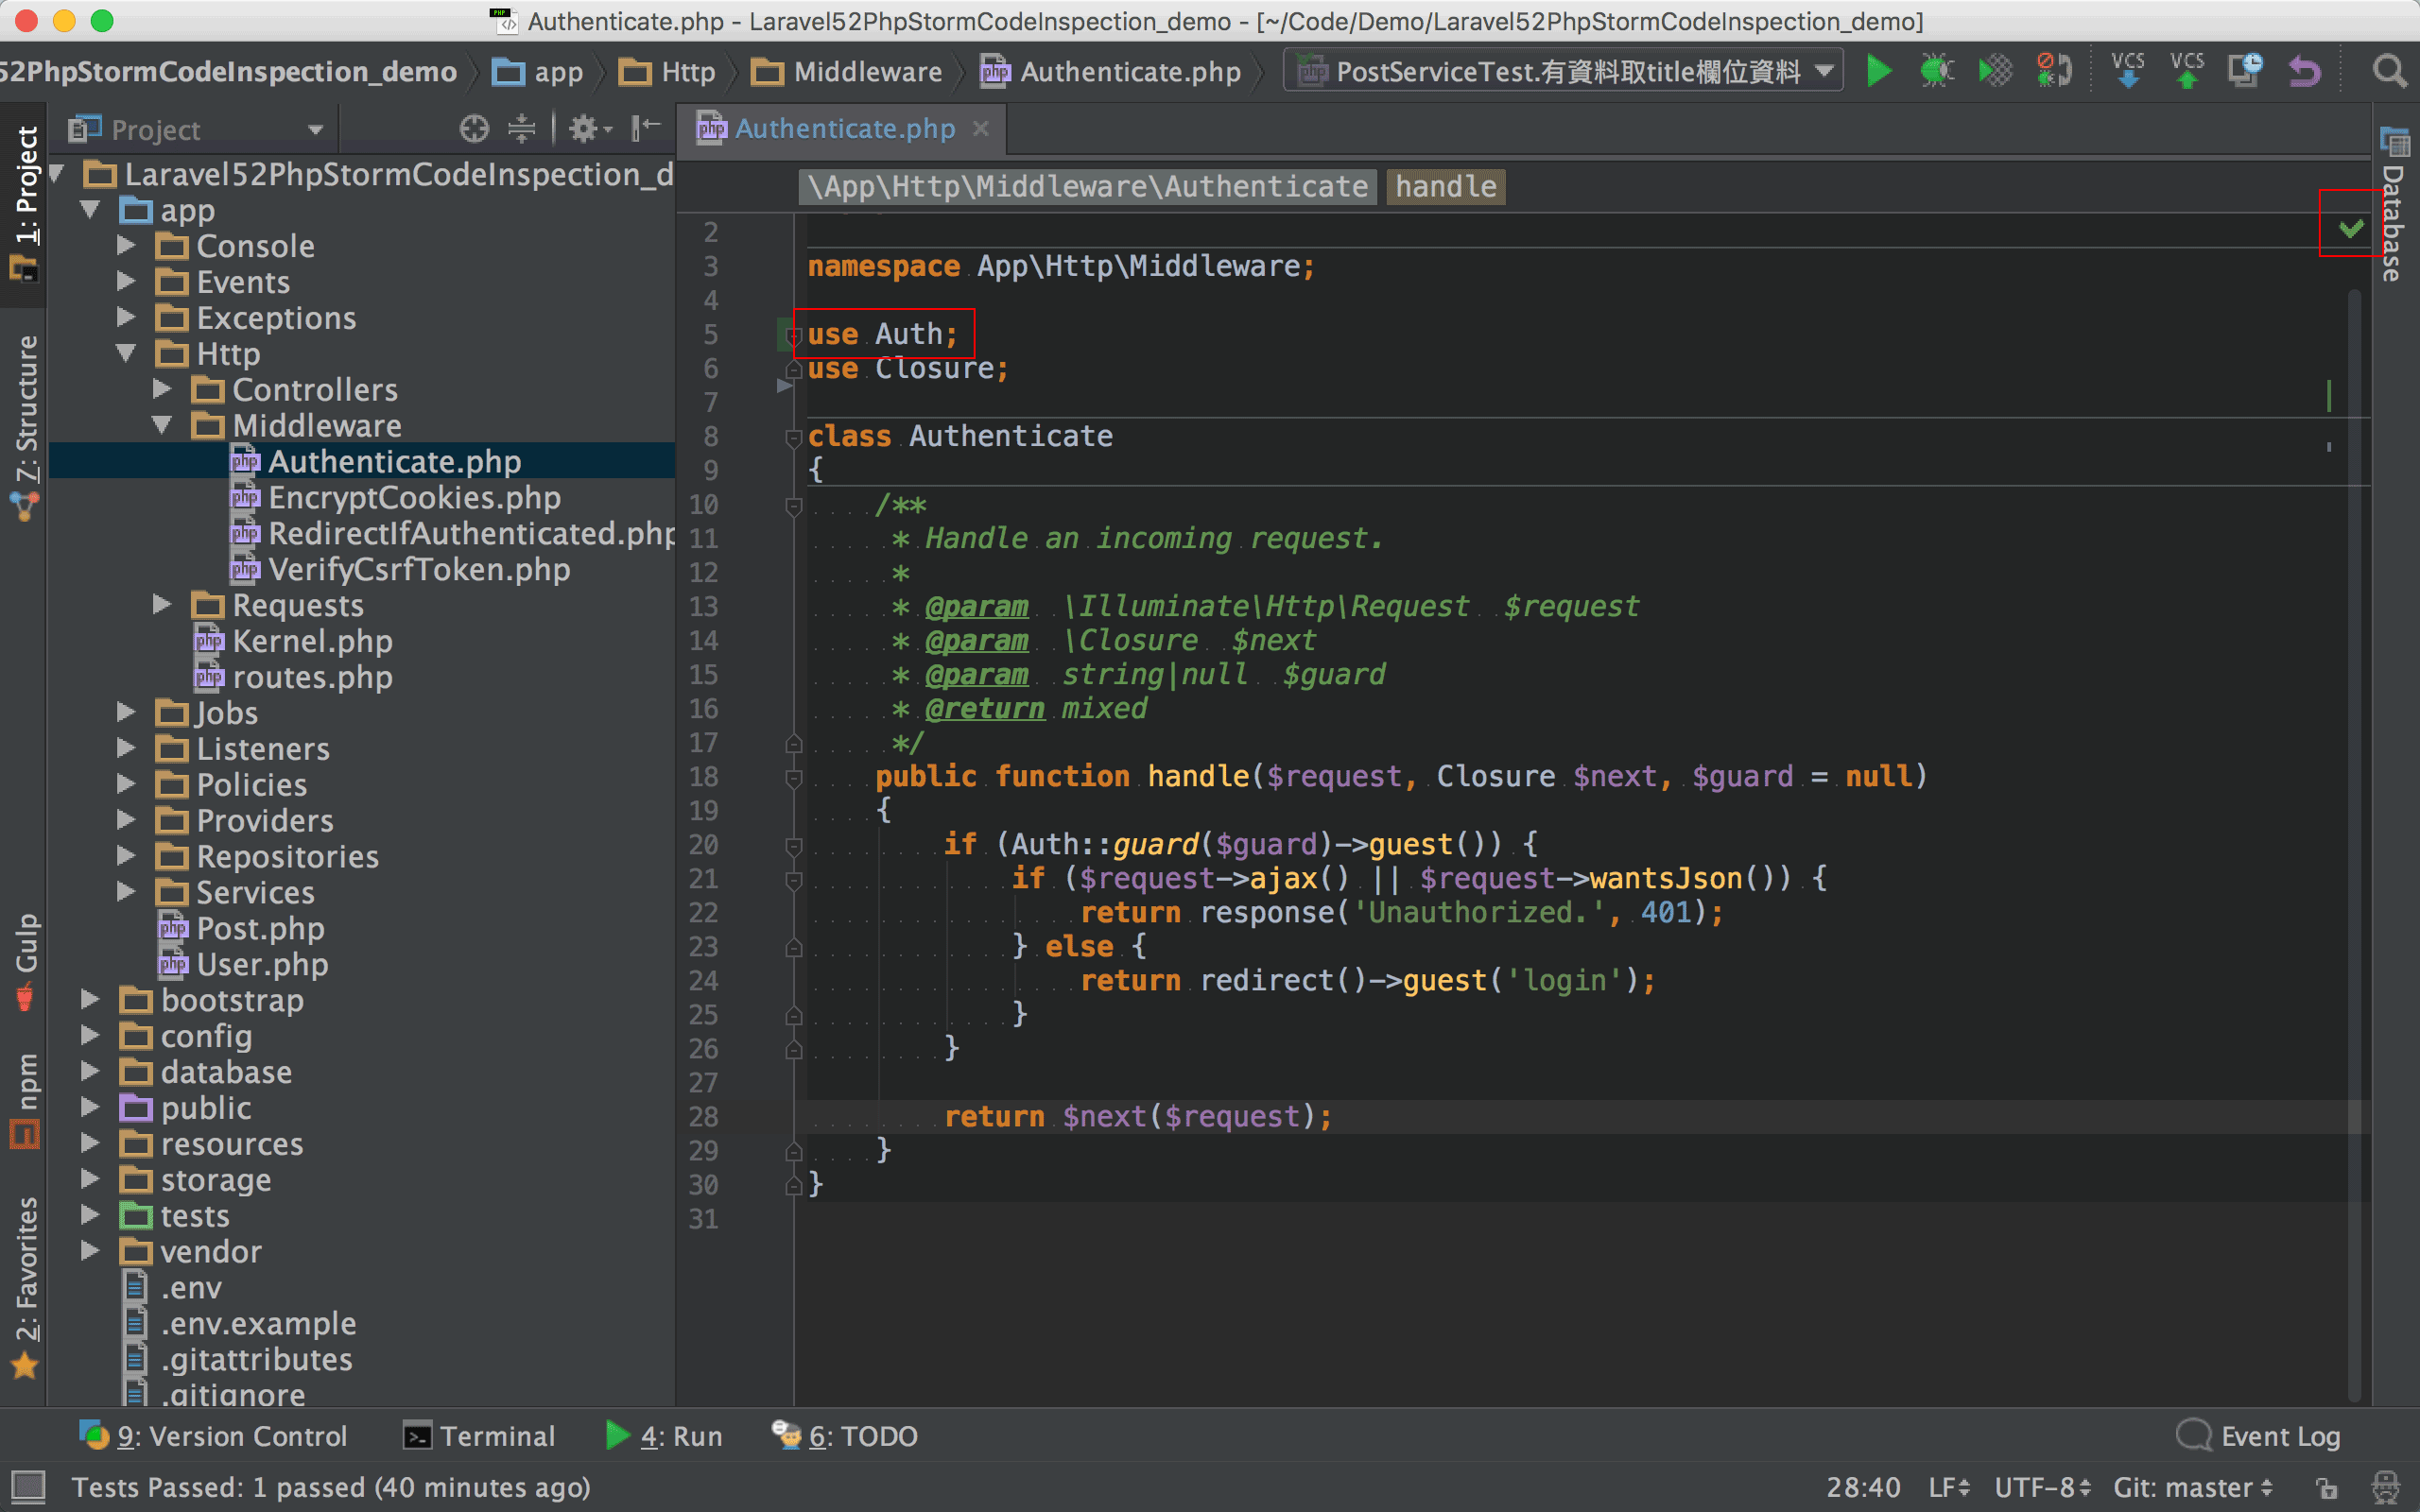 Authenticate.php - Laravel52PhpStormCodeInspection_demo - [~/Code/Demo/Laravel52PhpStormCodeInspection_demo]
52PhpStormCodeInspection_demo app Http Middleware Authenticate.php PostServiceTest.有資料取title欄位資料 VCS VCS
1: Project
7: Structure
Gulp
npm
2: Favorites
Project
Laravel52PhpStormCodeInspection_d
app
Console
Events
Exceptions
Http
Controllers
Middleware
Authenticate.php
EncryptCookies.php
RedirectIfAuthenticated.php
VerifyCsrfToken.php
Requests
Kernel.php
routes.php
Jobs
Listeners
Policies
Providers
Repositories
Services
Post.php
User.php
bootstrap
config
database
public
resources
storage
tests
vendor
.env
.env.example
.gitattributes
.gitignore
Authenticate.php
\App\Http\Middleware\Authenticate handle
2
3 namespace App\Http\Middleware;
4
5 use Auth;
6 use Closure;
7
8 class Authenticate
9 {
10 /**
11 * Handle an incoming request.
12 *
13 * @param \Illuminate\Http\Request $request
14 * @param \Closure $next
15 * @param string|null $guard
16 * @return mixed
17 */
18 public function handle($request, Closure $next, $guard = null)
19 {
20 if (Auth::guard($guard)->guest()) {
21 if ($request->ajax() || $request->wantsJson()) {
22 return response('Unauthorized.', 401);
23 } else {
24 return redirect()->guest('login');
25 }
26 }
27
28 return $next($request);
29 }
30 }
31
Database
9: Version Control Terminal 4: Run 6: TODO Event Log
Tests Passed: 1 passed (40 minutes ago) 28:40 LF UTF-8 Git: master